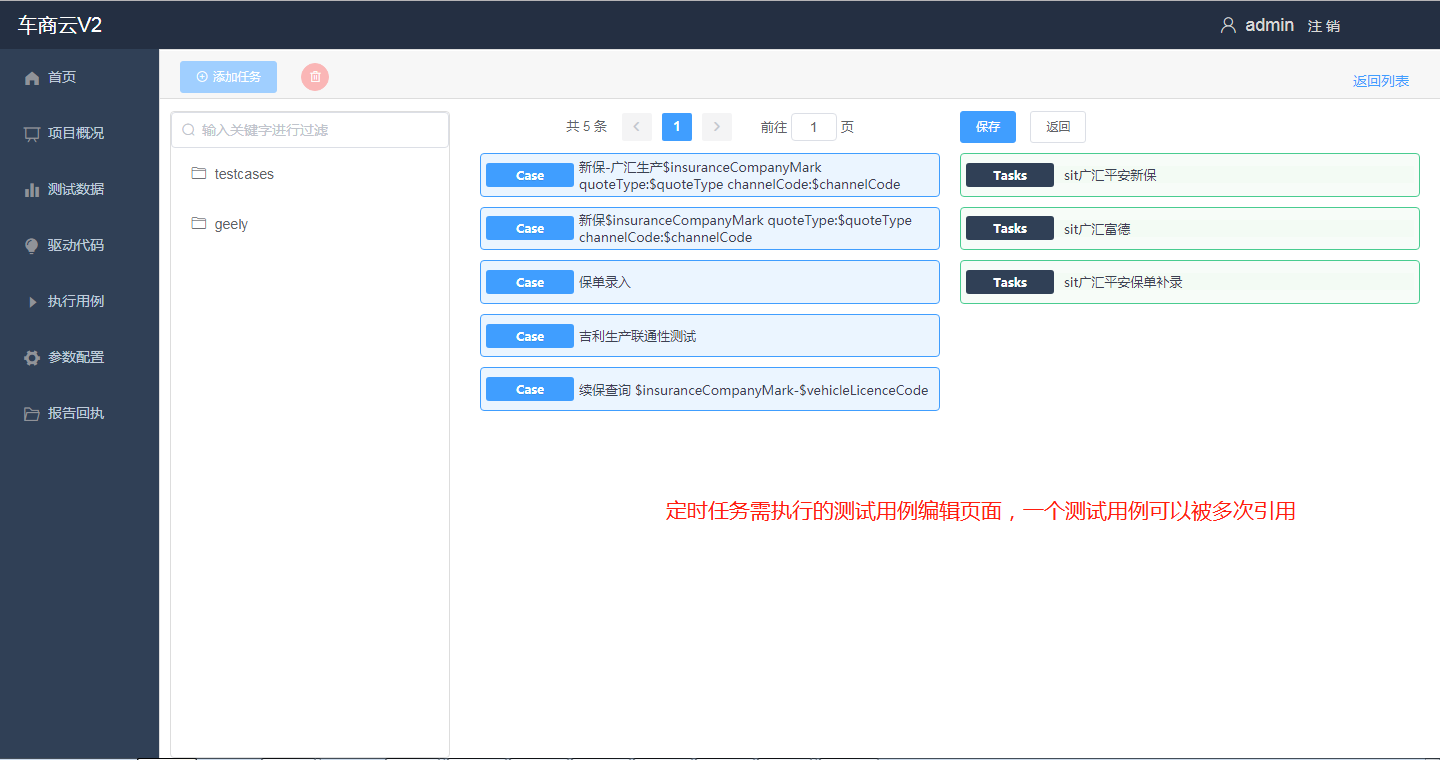 车商云V2
admin 注 销
首页
项目概况
测试数据
驱动代码
执行用例
参数配置
报告回执
添加任务
返回列表
输入关键字进行过滤
testcases
geely
共 5 条 1 前往 1 页
保存 返回
Case 新保-广汇生产$insuranceCompanyMark
quoteType:$quoteType channelCode:$channelCode
Case 新保$insuranceCompanyMark quoteType:$quoteType
channelCode:$channelCode
Case 保单录入
Case 吉利生产联通性测试
Case 续保查询 $insuranceCompanyMark-$vehicleLicenceCode
Tasks sit广汇平安新保
Tasks sit广汇富德
Tasks sit广汇平安保单补录
定时任务需执行的测试用例编辑页面，一个测试用例可以被多次引用